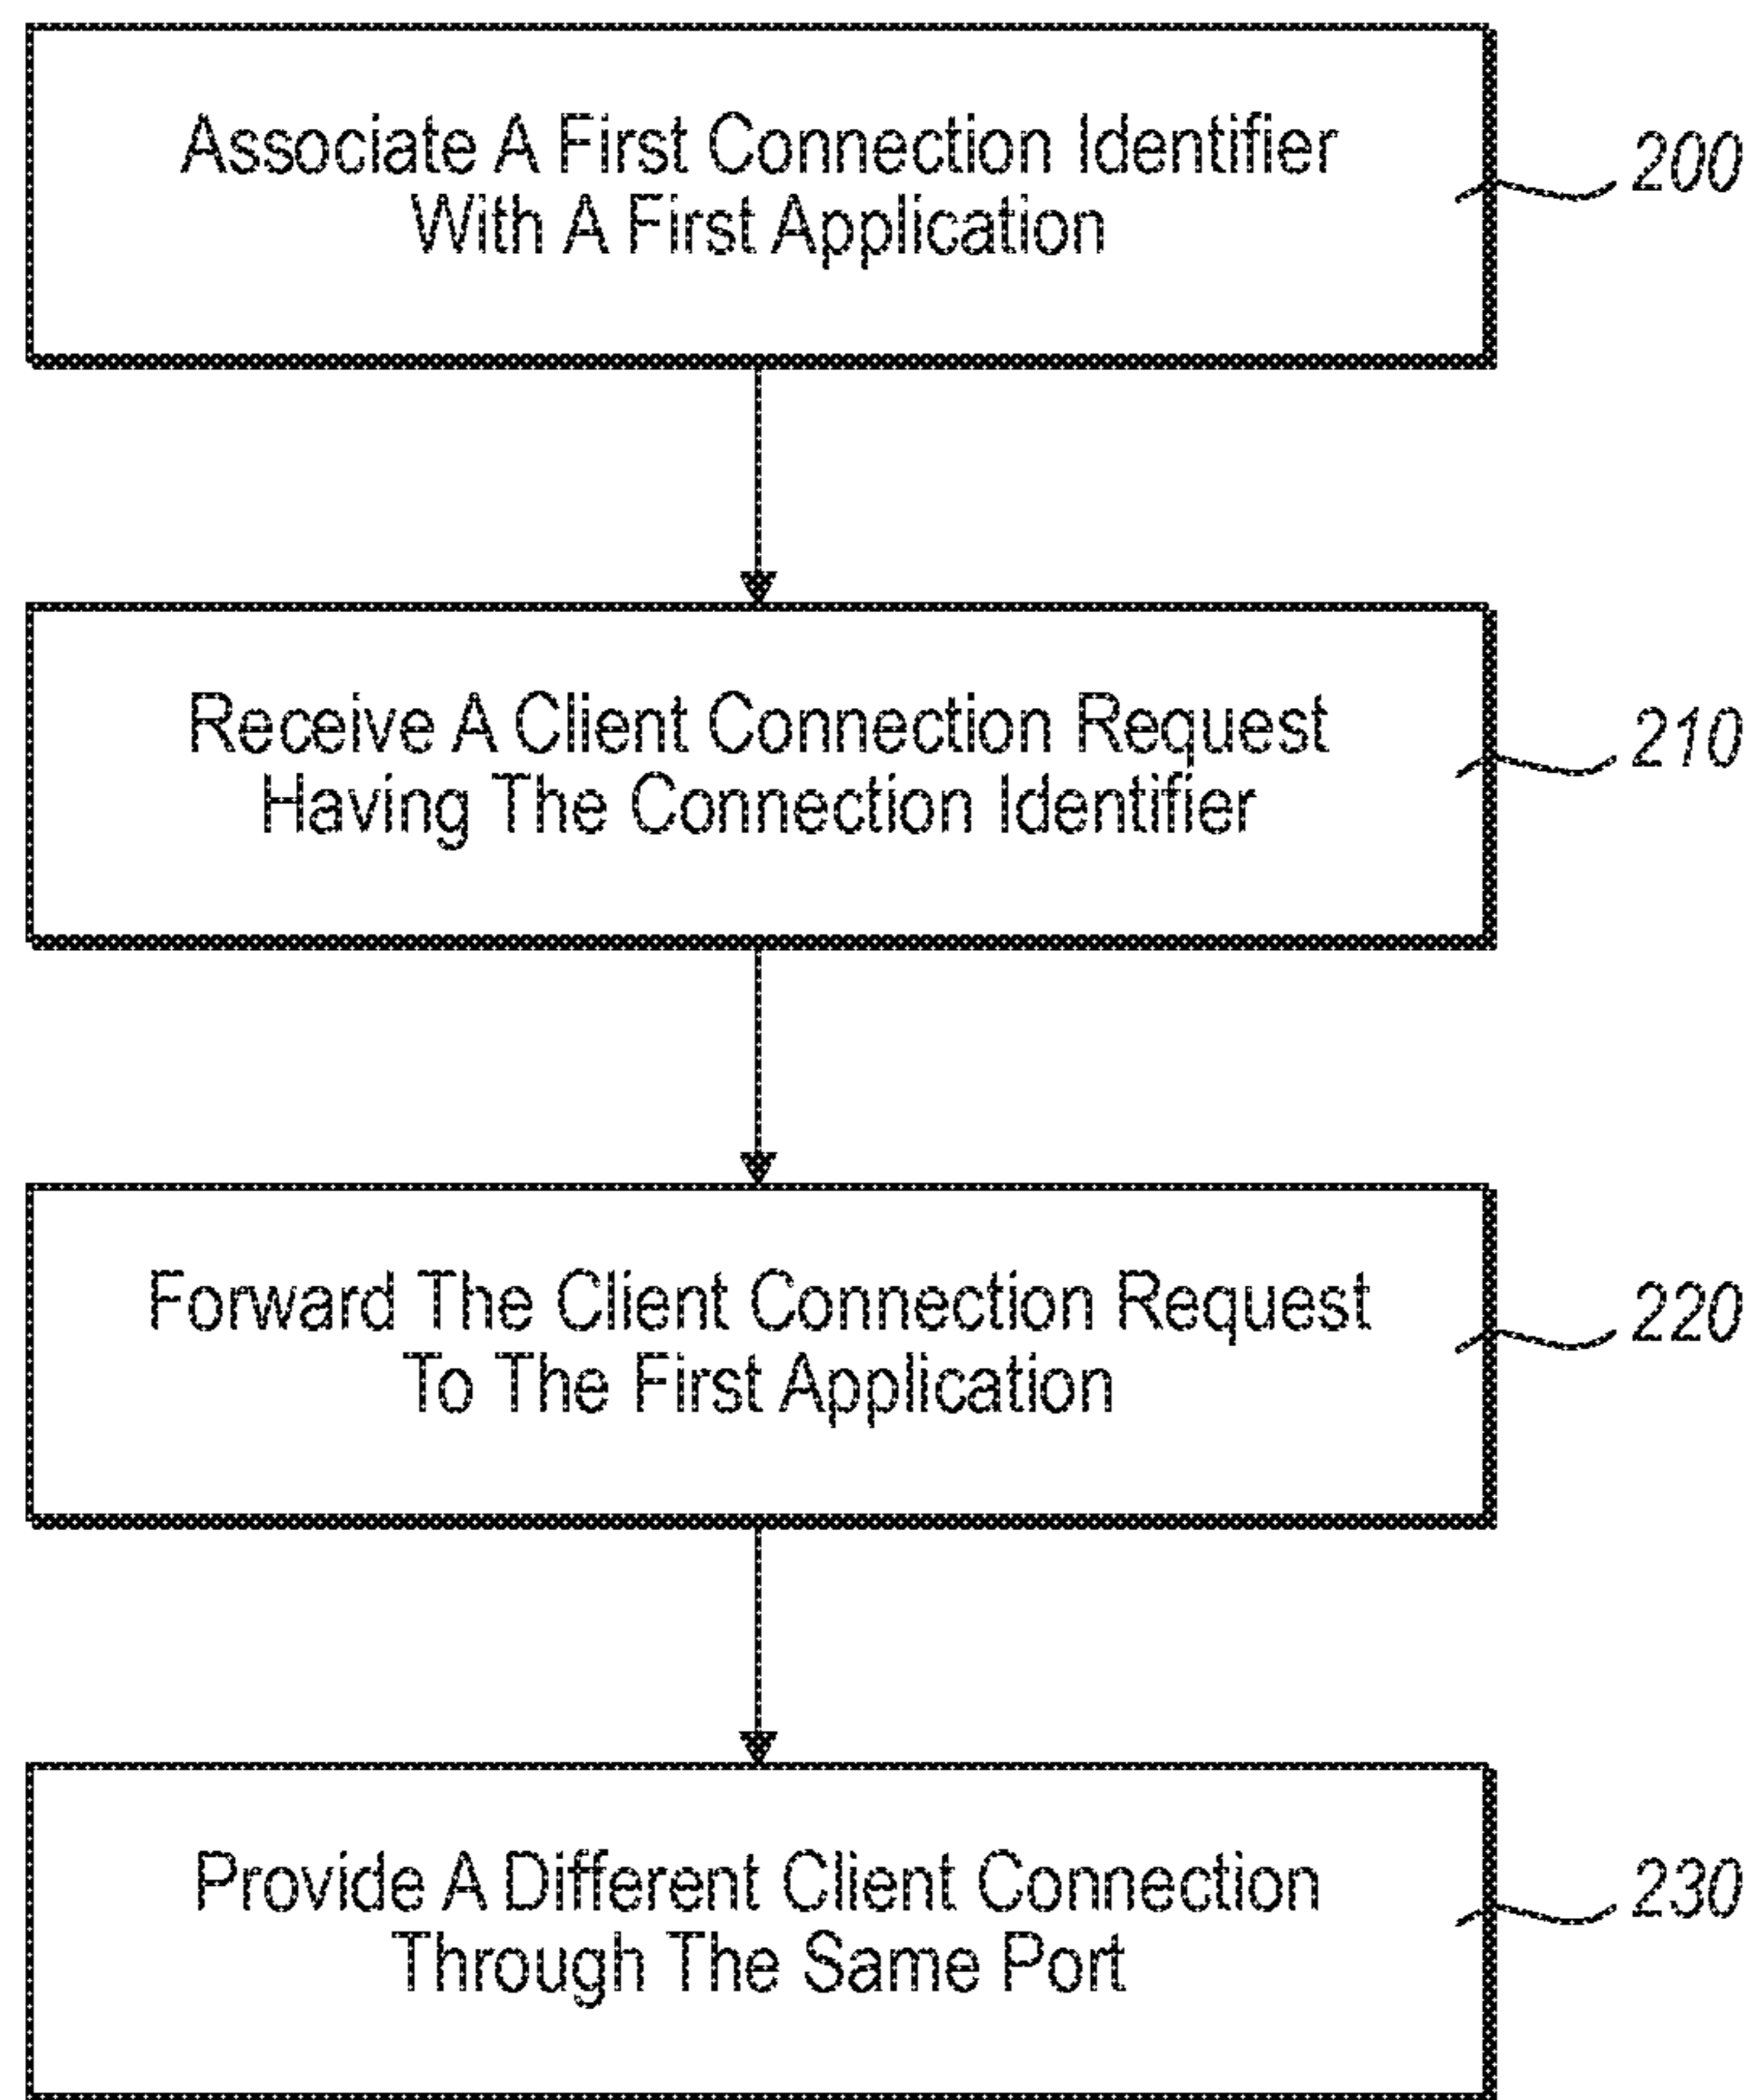 Associate A First Connection Identifier
With A First Application
200
Receive A Client Connection Request
Having The Connection Identifier
210
Forward The Client Connection Request
To The First Application
220
Provide A Different Client Connection
Through The Same Port
230